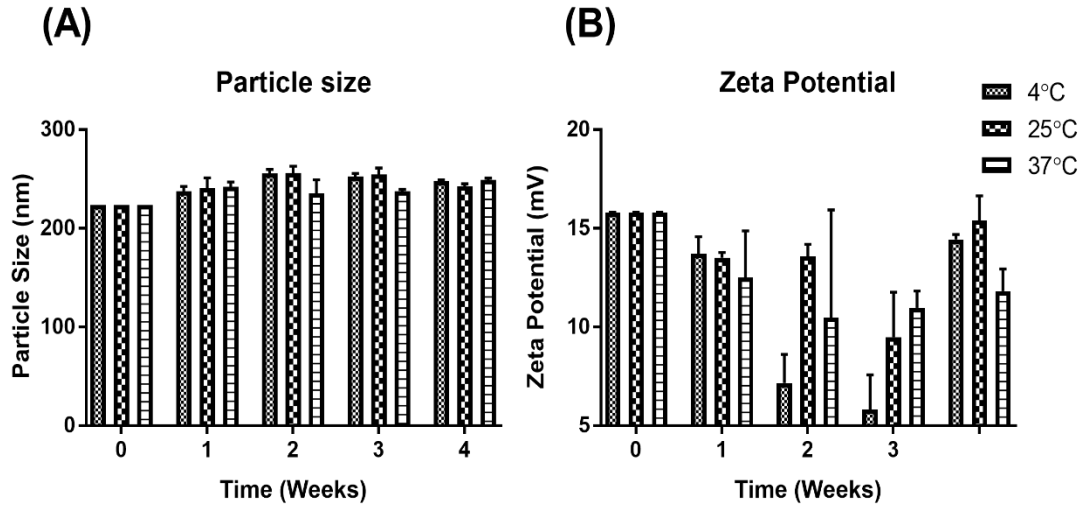 (A)
Particle size
Particle Size (nm)
300
200
100
0
0 1 2 3 4
Time (Weeks)
(B)
Zeta Potential
Zeta Potential (mV)
20
15
10
5
0 1 2 3
Time (Weeks)
4°C
25°C
37°C